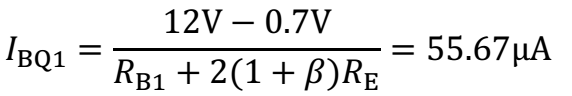 I_BQ1 = (12V − 0.7V) / (R_B1 + 2(1 + β)R_E) = 55.67μA